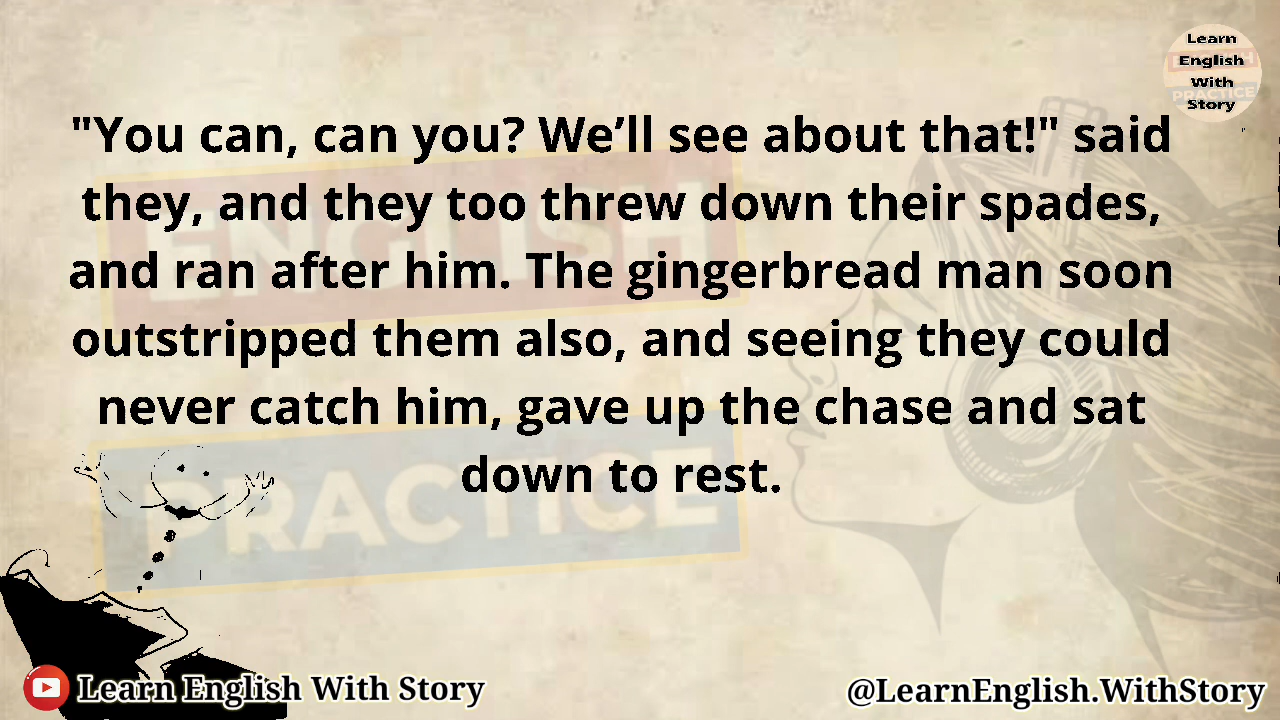 Learn
English
With
Story
"You can, can you? We’ll see about that!" said
they, and they too threw down their spades,
and ran after him. The gingerbread man soon
outstripped them also, and seeing they could
never catch him, gave up the chase and sat
down to rest.
ENGLISH
PRACTICE
Learn English With Story
@LearnEnglish.WithStory